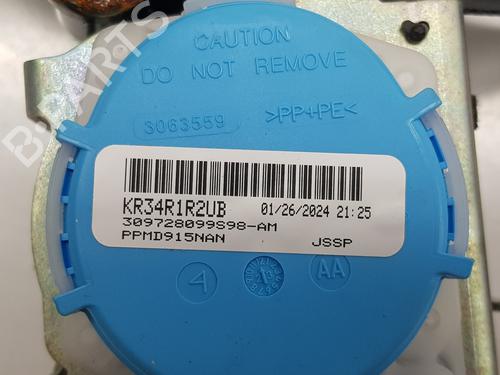 CAUTION
DO NOT REMOVE
3063559
>PP+PE<
KR34R1R2UB 01/26/2024 21:25
309728099S98-AM
PPMD915NAN JSSP
4
AA
B-PARTS